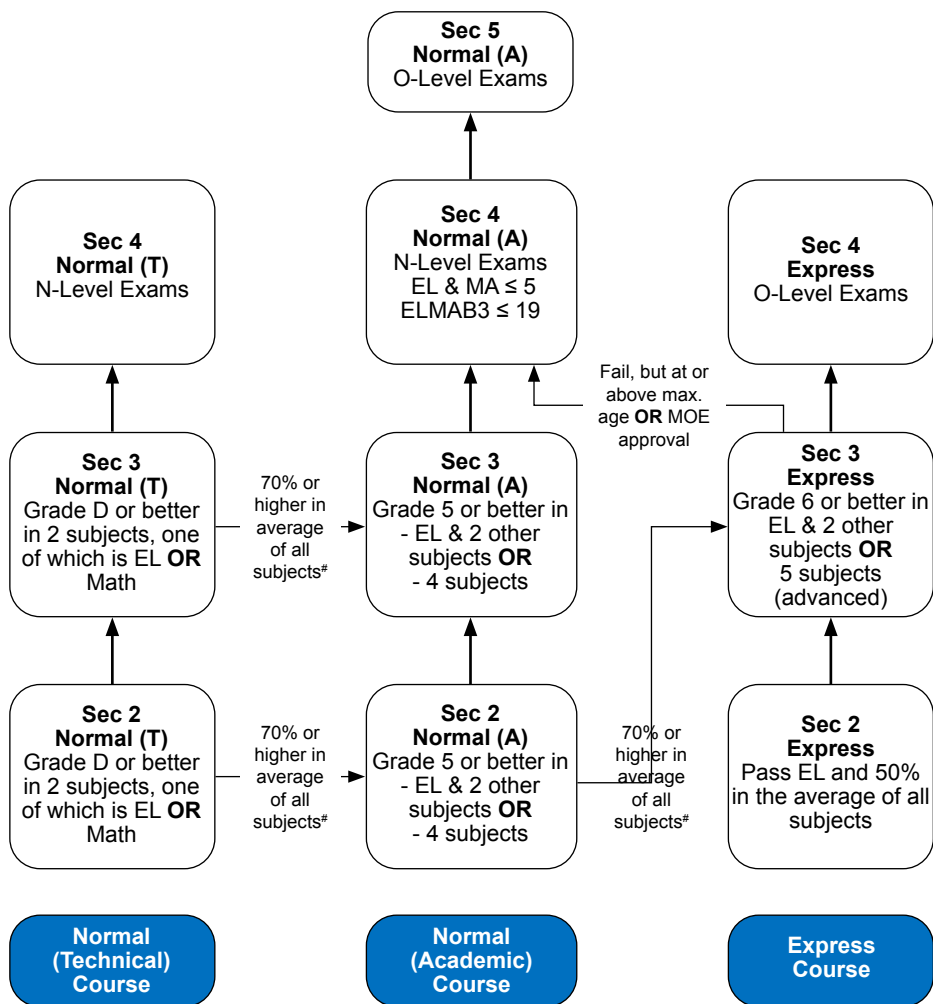 Sec 5
Normal (A)
O-Level Exams
Sec 4
Normal (T)
N-Level Exams
Sec 4
Normal (A)
N-Level Exams
EL & MA ≤ 5
ELMAB3 ≤ 19
Sec 4
Express
O-Level Exams
Fail, but at or
above max.
age OR MOE
approval
Sec 3
Normal (T)
Grade D or better
in 2 subjects, one
of which is EL OR
Math
70% or
higher in
average
of all
subjects#
Sec 3
Normal (A)
Grade 5 or better in
- EL & 2 other
subjects OR
- 4 subjects
Sec 3
Express
Grade 6 or better in
EL & 2 other
subjects OR
5 subjects
(advanced)
Sec 2
Normal (T)
Grade D or better
in 2 subjects, one
of which is EL OR
Math
70% or
higher in
average
of all
subjects#
Sec 2
Normal (A)
Grade 5 or better in
- EL & 2 other
subjects OR
- 4 subjects
70% or
higher in
average
of all
subjects#
Sec 2
Express
Pass EL and 50%
in the average of all
subjects
Normal
(Technical)
Course
Normal
(Academic)
Course
Express
Course